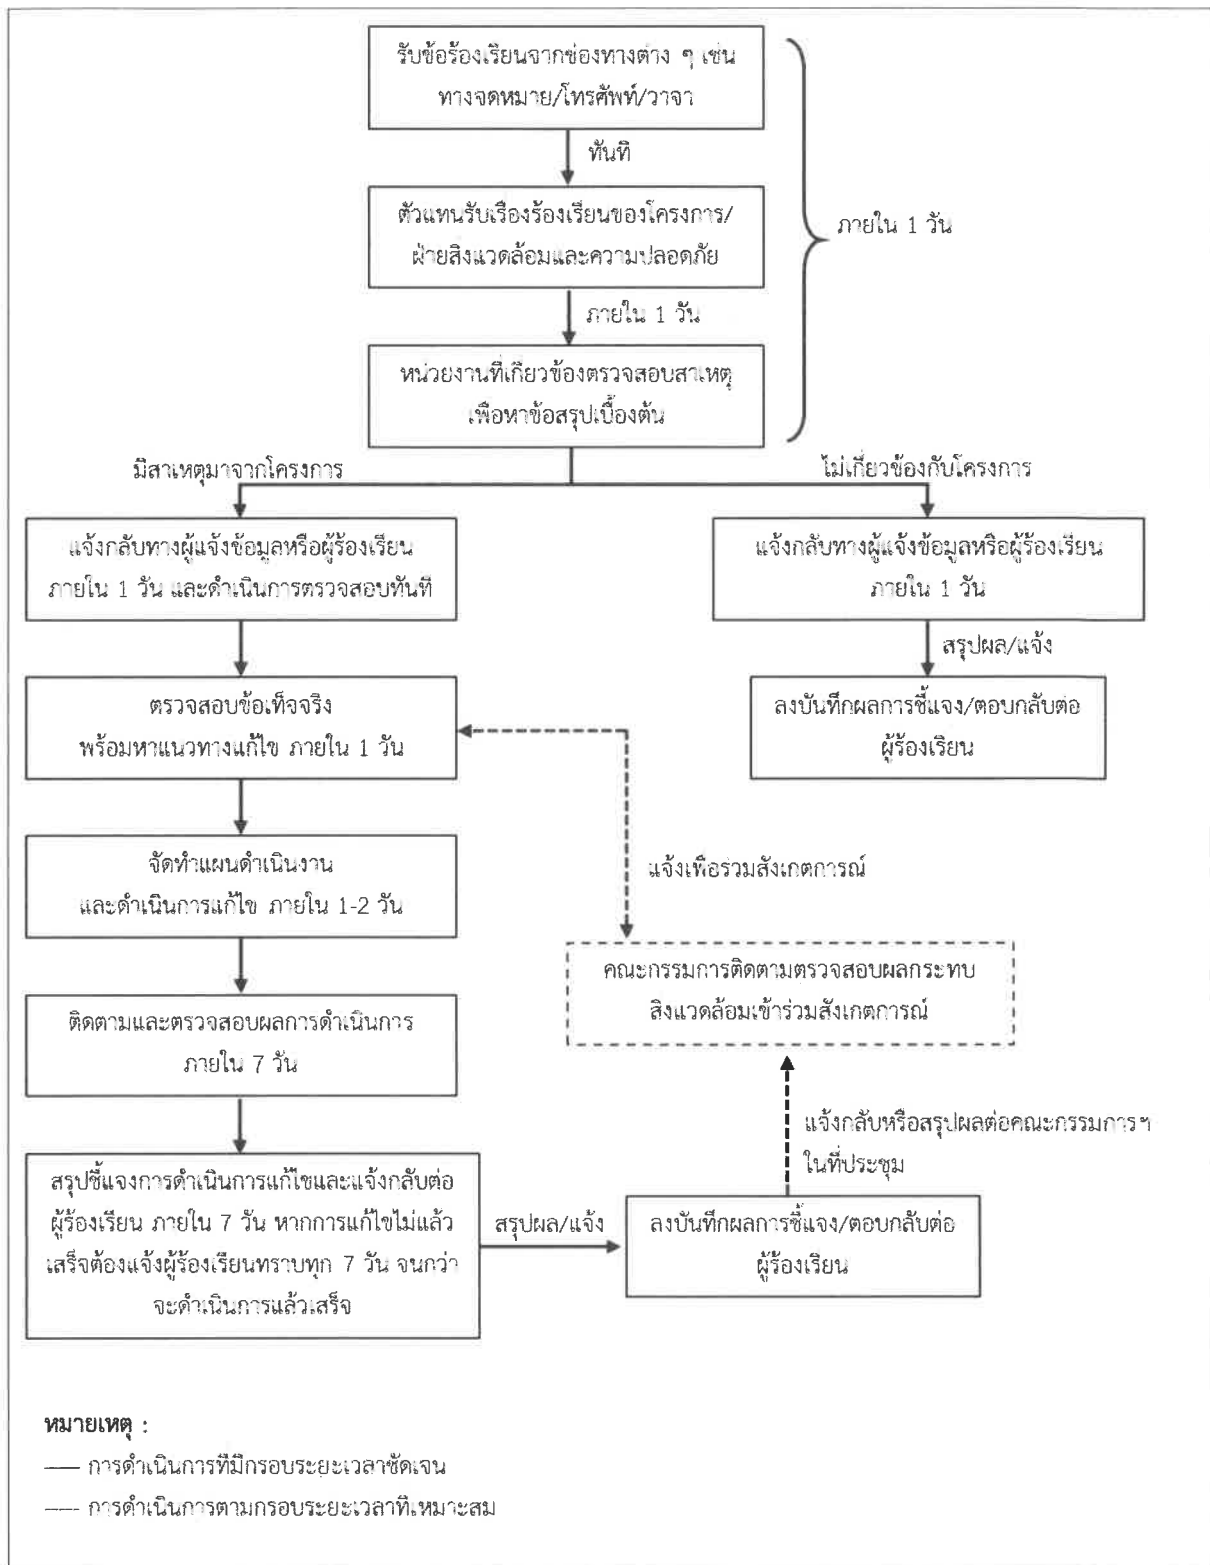 รับข้อร้องเรียนจากช่องทางต่าง ๆ เช่น
ทางจดหมาย/โทรศัพท์/วาจา
ทันที
ตัวแทนรับเรื่องร้องเรียนของโครงการ/
ฝ่ายสิ่งแวดล้อมและความปลอดภัย
ภายใน 1 วัน
ภายใน 1 วัน
หน่วยงานที่เกี่ยวข้องตรวจสอบสาเหตุ
เพื่อหาข้อสรุปเบื้องต้น
มีสาเหตุมาจากโครงการ
ไม่เกี่ยวข้องกับโครงการ
แจ้งกลับทางผู้แจ้งข้อมูลหรือผู้ร้องเรียน
ภายใน 1 วัน และดำเนินการตรวจสอบทันที
แจ้งกลับทางผู้แจ้งข้อมูลหรือผู้ร้องเรียน
ภายใน 1 วัน
สรุปผล/แจ้ง
ลงบันทึกผลการชี้แจง/ตอบกลับต่อ
ผู้ร้องเรียน
ตรวจสอบข้อเท็จจริง
พร้อมหาแนวทางแก้ไข ภายใน 1 วัน
จัดทำแผนดำเนินงาน
และดำเนินการแก้ไข ภายใน 1-2 วัน
แจ้งเพื่อร่วมสังเกตการณ์
คณะกรรมการติดตามตรวจสอบผลกระทบ
สิ่งแวดล้อมเข้าร่วมสังเกตการณ์
ติดตามและตรวจสอบผลการดำเนินการ
ภายใน 7 วัน
แจ้งกลับหรือสรุปผลต่อคณะกรรมการฯ
ในที่ประชุม
สรุปชี้แจงการดำเนินการแก้ไขและแจ้งกลับต่อ
ผู้ร้องเรียน ภายใน 7 วัน หากการแก้ไขไม่แล้ว
เสร็จต้องแจ้งผู้ร้องเรียนทราบทุก 7 วัน จนกว่า
จะดำเนินการแล้วเสร็จ
สรุปผล/แจ้ง
ลงบันทึกผลการชี้แจง/ตอบกลับต่อ
ผู้ร้องเรียน
หมายเหตุ :
—— การดำเนินการที่มีกรอบระยะเวลาชัดเจน
---- การดำเนินการตามกรอบระยะเวลาที่เหมาะสม